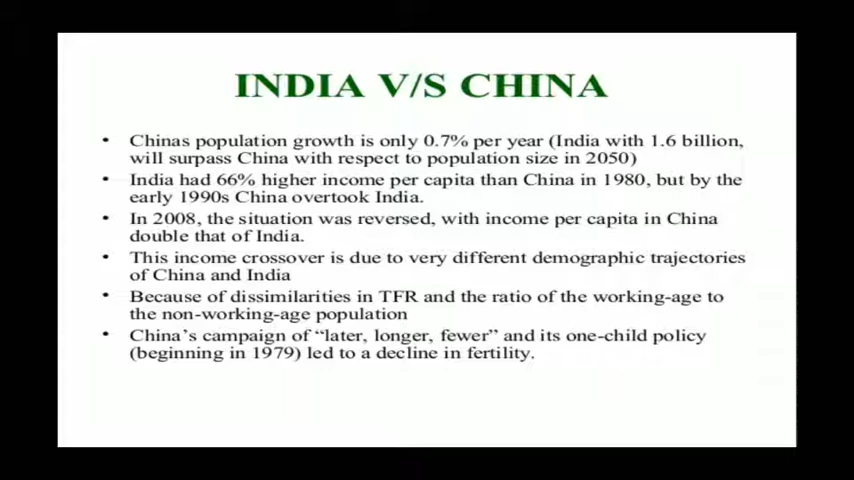 INDIA V/S CHINA
• Chinas population growth is only 0.7% per year (India with 1.6 billion,
will surpass China with respect to population size in 2050)
• India had 66% higher income per capita than China in 1980, but by the
early 1990s China overtook India.
• In 2008, the situation was reversed, with income per capita in China
double that of India.
• This income crossover is due to very different demographic trajectories
of China and India
• Because of dissimilarities in TFR and the ratio of the working-age to
the non-working-age population
• China's campaign of “later, longer, fewer” and its one-child policy
(beginning in 1979) led to a decline in fertility.